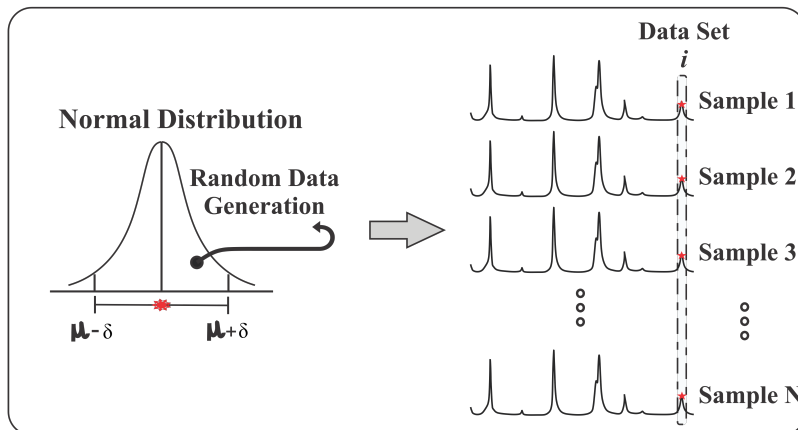 Data Set
i
Normal Distribution
Random Data
Generation
μ-δ
μ+δ
Sample 1
Sample 2
Sample 3
Sample N